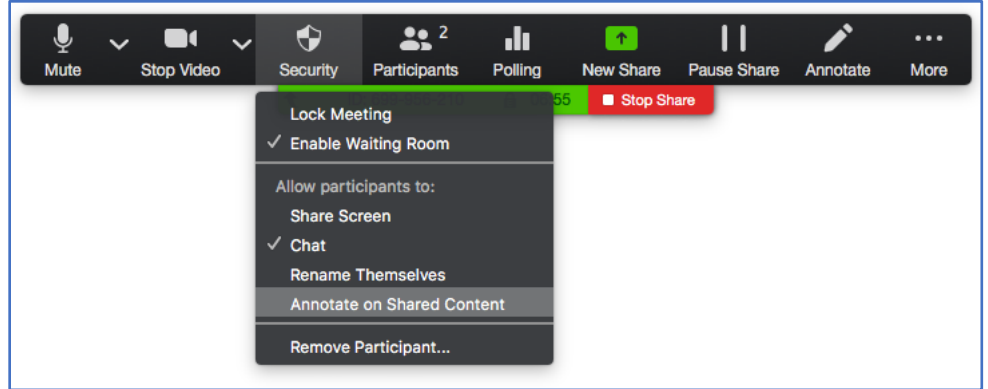 2
Mute Stop Video Security Participants Polling New Share Pause Share Annotate More
55 Stop Share
Lock Meeting
✓ Enable Waiting Room
Allow participants to:
Share Screen
✓ Chat
Rename Themselves
Annotate on Shared Content
Remove Participant...